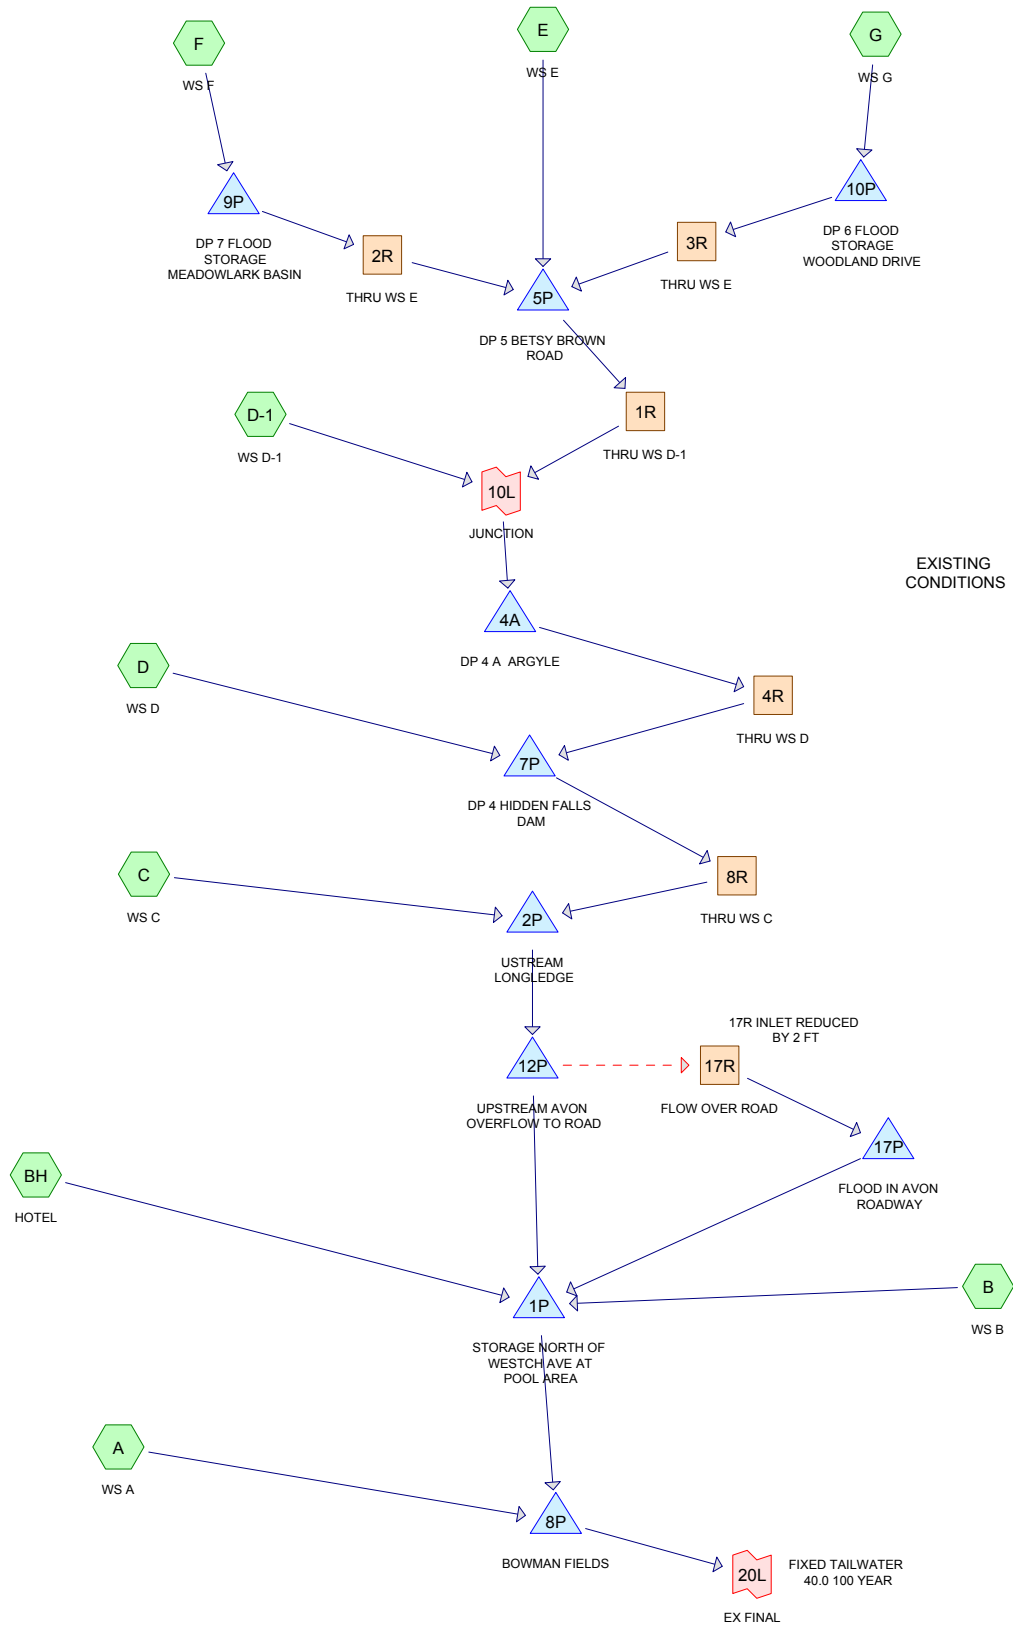 F
E
G
WS F
WS E
WS G
9P
10P
DP 7 FLOOD
STORAGE
MEADOWLARK BASIN
2R
THRU WS E
3R
THRU WS E
DP 6 FLOOD
STORAGE
WOODLAND DRIVE
5P
DP 5 BETSY BROWN
ROAD
D-1
WS D-1
1R
THRU WS D-1
10L
JUNCTION
EXISTING
CONDITIONS
4A
DP 4 A  ARGYLE
D
WS D
4R
THRU WS D
7P
DP 4 HIDDEN FALLS
DAM
C
WS C
8R
THRU WS C
2P
USTREAM
LONGLEDGE
17R INLET REDUCED
BY 2 FT
12P
UPSTREAM AVON
OVERFLOW TO ROAD
17R
FLOW OVER ROAD
17P
FLOOD IN AVON
ROADWAY
BH
HOTEL
B
WS B
1P
STORAGE NORTH OF
WESTCH AVE AT
POOL AREA
A
WS A
8P
BOWMAN FIELDS
20L
EX FINAL
FIXED TAILWATER
40.0 100 YEAR